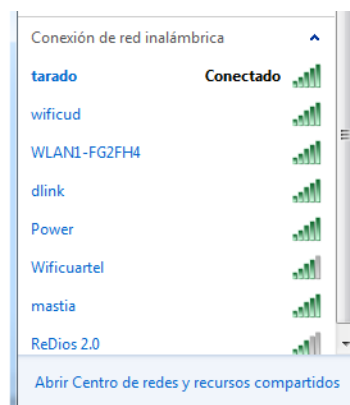 Conexión de red inalámbrica
tarado Conectado
wificud
WLAN1-FG2FH4
dlink
Power
Wificuartel
mastia
ReDios 2.0
Abrir Centro de redes y recursos compartidos